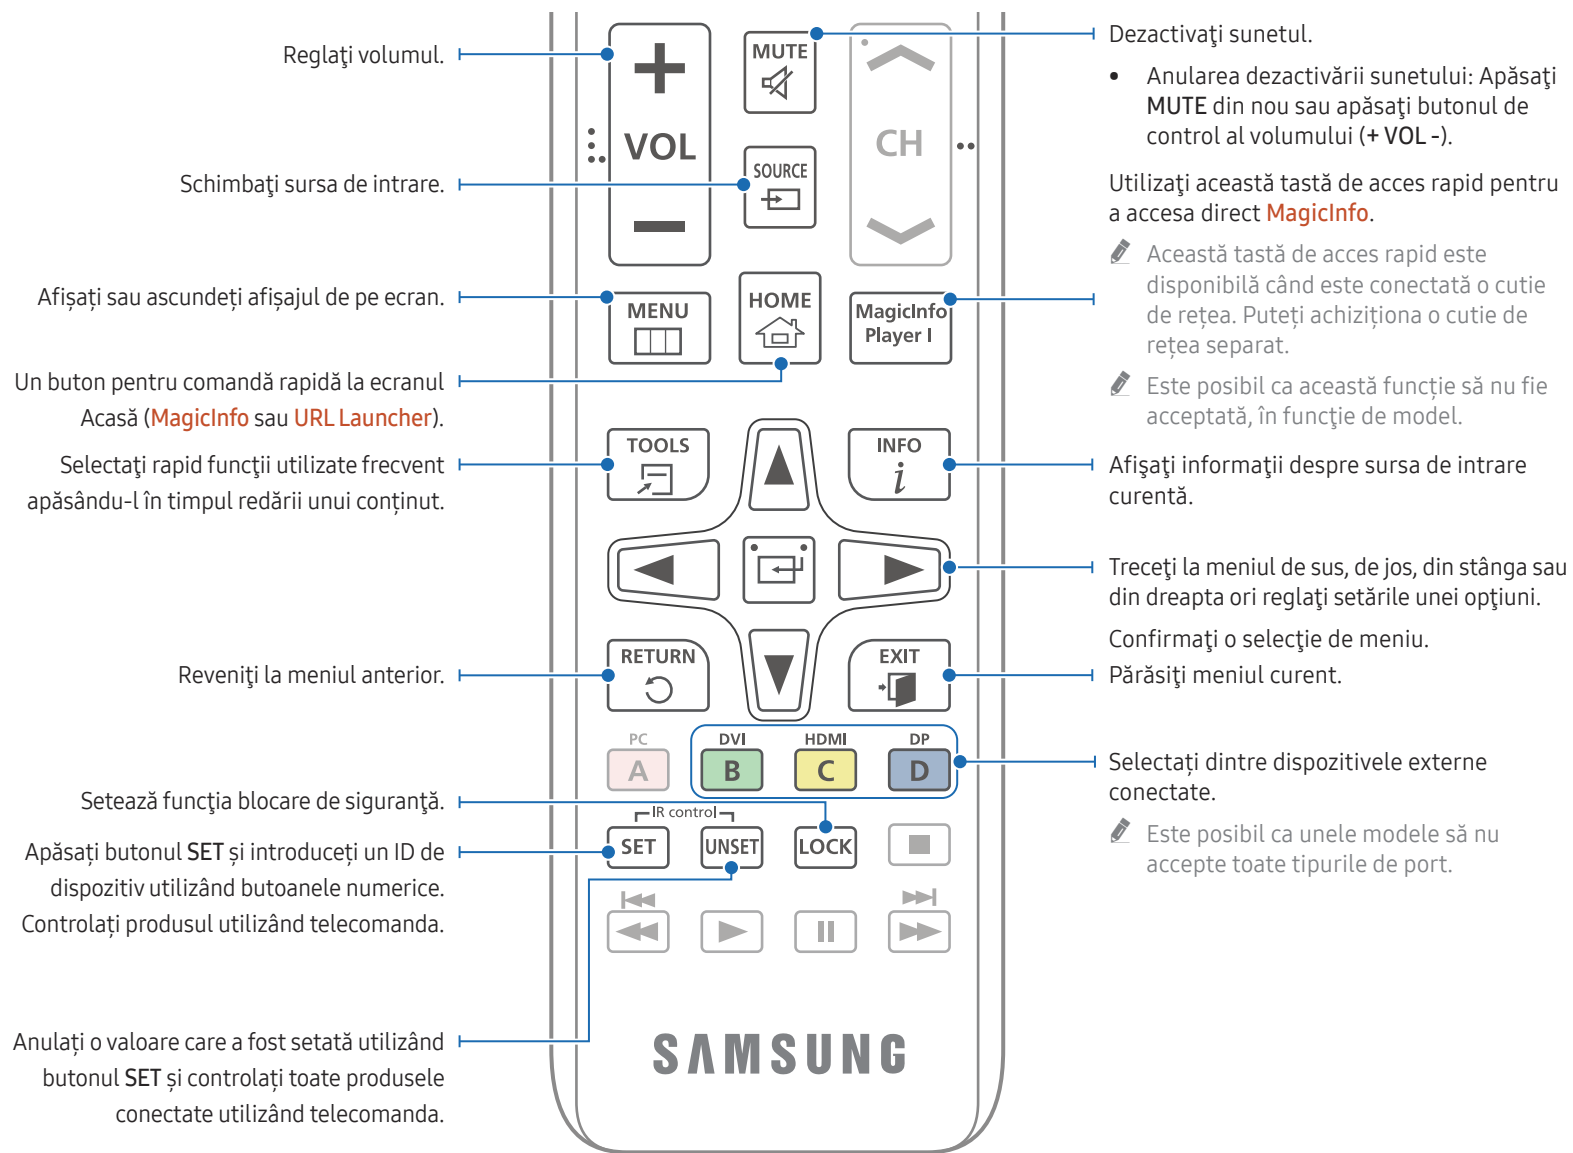 Reglaţi volumul.
Schimbaţi sursa de intrare.
Afișați sau ascundeți afișajul de pe ecran.
Un buton pentru comandă rapidă la ecranul
Acasă (MagicInfo sau URL Launcher).
Selectaţi rapid funcţii utilizate frecvent
apăsându-l în timpul redării unui conținut.
Reveniţi la meniul anterior.
Setează funcţia blocare de siguranţă.
Apăsați butonul SET și introduceți un ID de
dispozitiv utilizând butoanele numerice.
Controlați produsul utilizând telecomanda.
Anulați o valoare care a fost setată utilizând
butonul SET și controlați toate produsele
conectate utilizând telecomanda.
VOL
MUTE
SOURCE
CH
MENU
HOME
MagicInfo
Player I
TOOLS
INFO
i
RETURN
EXIT
PC
DVI
HDMI
DP
A
B
C
D
IR control
SET
UNSET
LOCK
SAMSUNG
Dezactivaţi sunetul.
• Anularea dezactivării sunetului: Apăsaţi
MUTE din nou sau apăsaţi butonul de
control al volumului (+ VOL -).
Utilizaţi această tastă de acces rapid pentru
a accesa direct MagicInfo.
Această tastă de acces rapid este
disponibilă când este conectată o cutie
de rețea. Puteți achiziționa o cutie de
rețea separat.
Este posibil ca această funcție să nu fie
acceptată, în funcţie de model.
Afişaţi informaţii despre sursa de intrare
curentă.
Treceţi la meniul de sus, de jos, din stânga sau
din dreapta ori reglaţi setările unei opţiuni.
Confirmaţi o selecţie de meniu.
Părăsiţi meniul curent.
Selectați dintre dispozitivele externe
conectate.
Este posibil ca unele modele să nu
accepte toate tipurile de port.